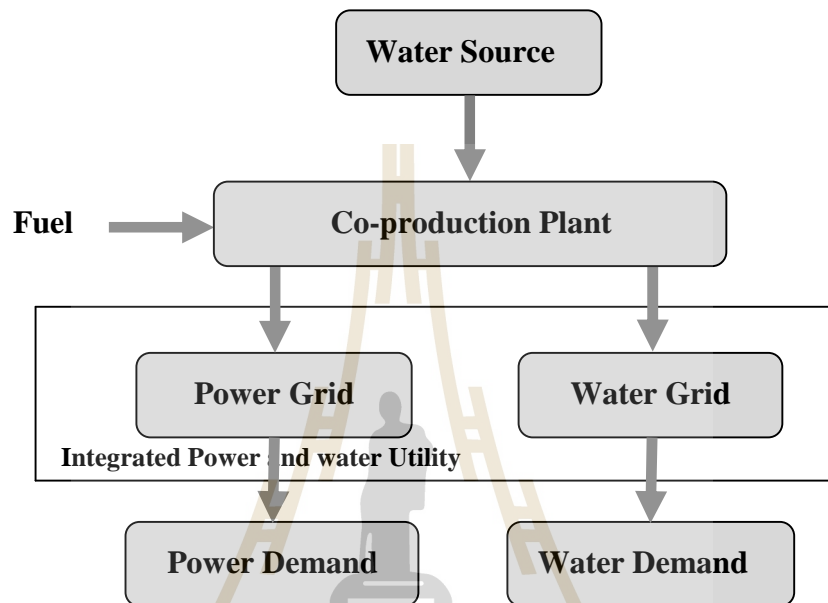 Water Source
Fuel
Co-production Plant
Power Grid
Water Grid
Integrated Power and water Utility
Power Demand
Water Demand